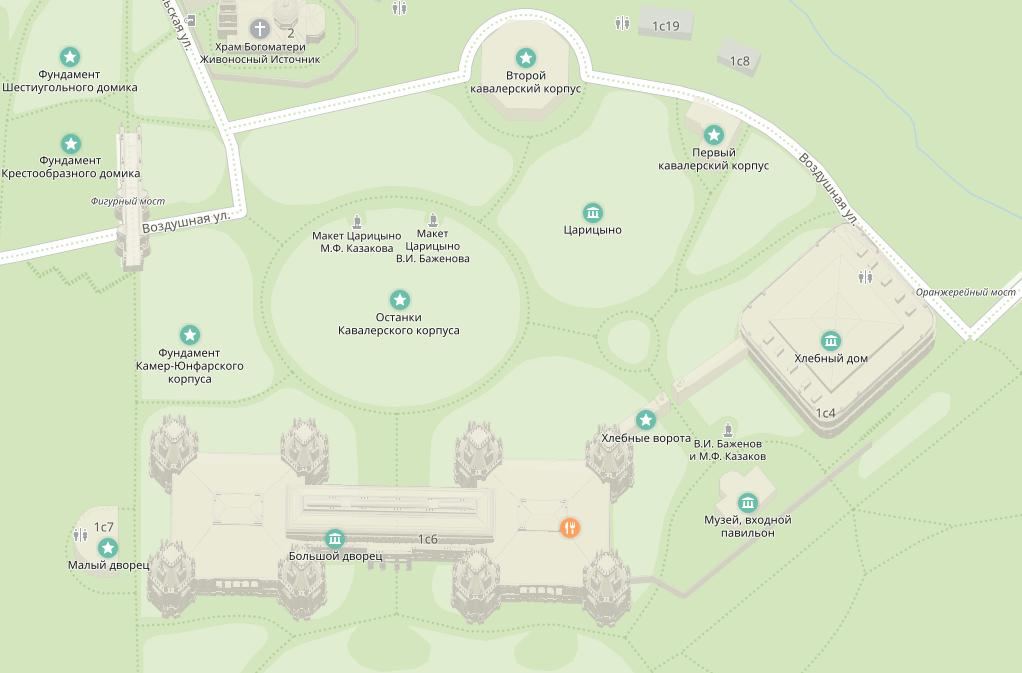 льская ул.
2
Храм Богоматери
Живоносный Источник
1с19
1с8
Фундамент
Шестиугольного домика
Второй
кавалерский корпус
Фундамент
Крестообразного домика
Первый
кавалерский корпус
Воздушная ул.
Фигурный мост
Воздушная ул.
Макет Царицыно
М.Ф. Казакова
Макет
Царицыно
В.И. Баженова
Царицыно
Оранжерейный мост
Останки
Кавалерского корпуса
Фундамент
Камер-Юнфарского
корпуса
Хлебный дом
1с4
Хлебные ворота
В.И. Баженов
и М.Ф. Казаков
Музей, входной
павильон
1с7
Малый дворец
Большой дворец
1с6